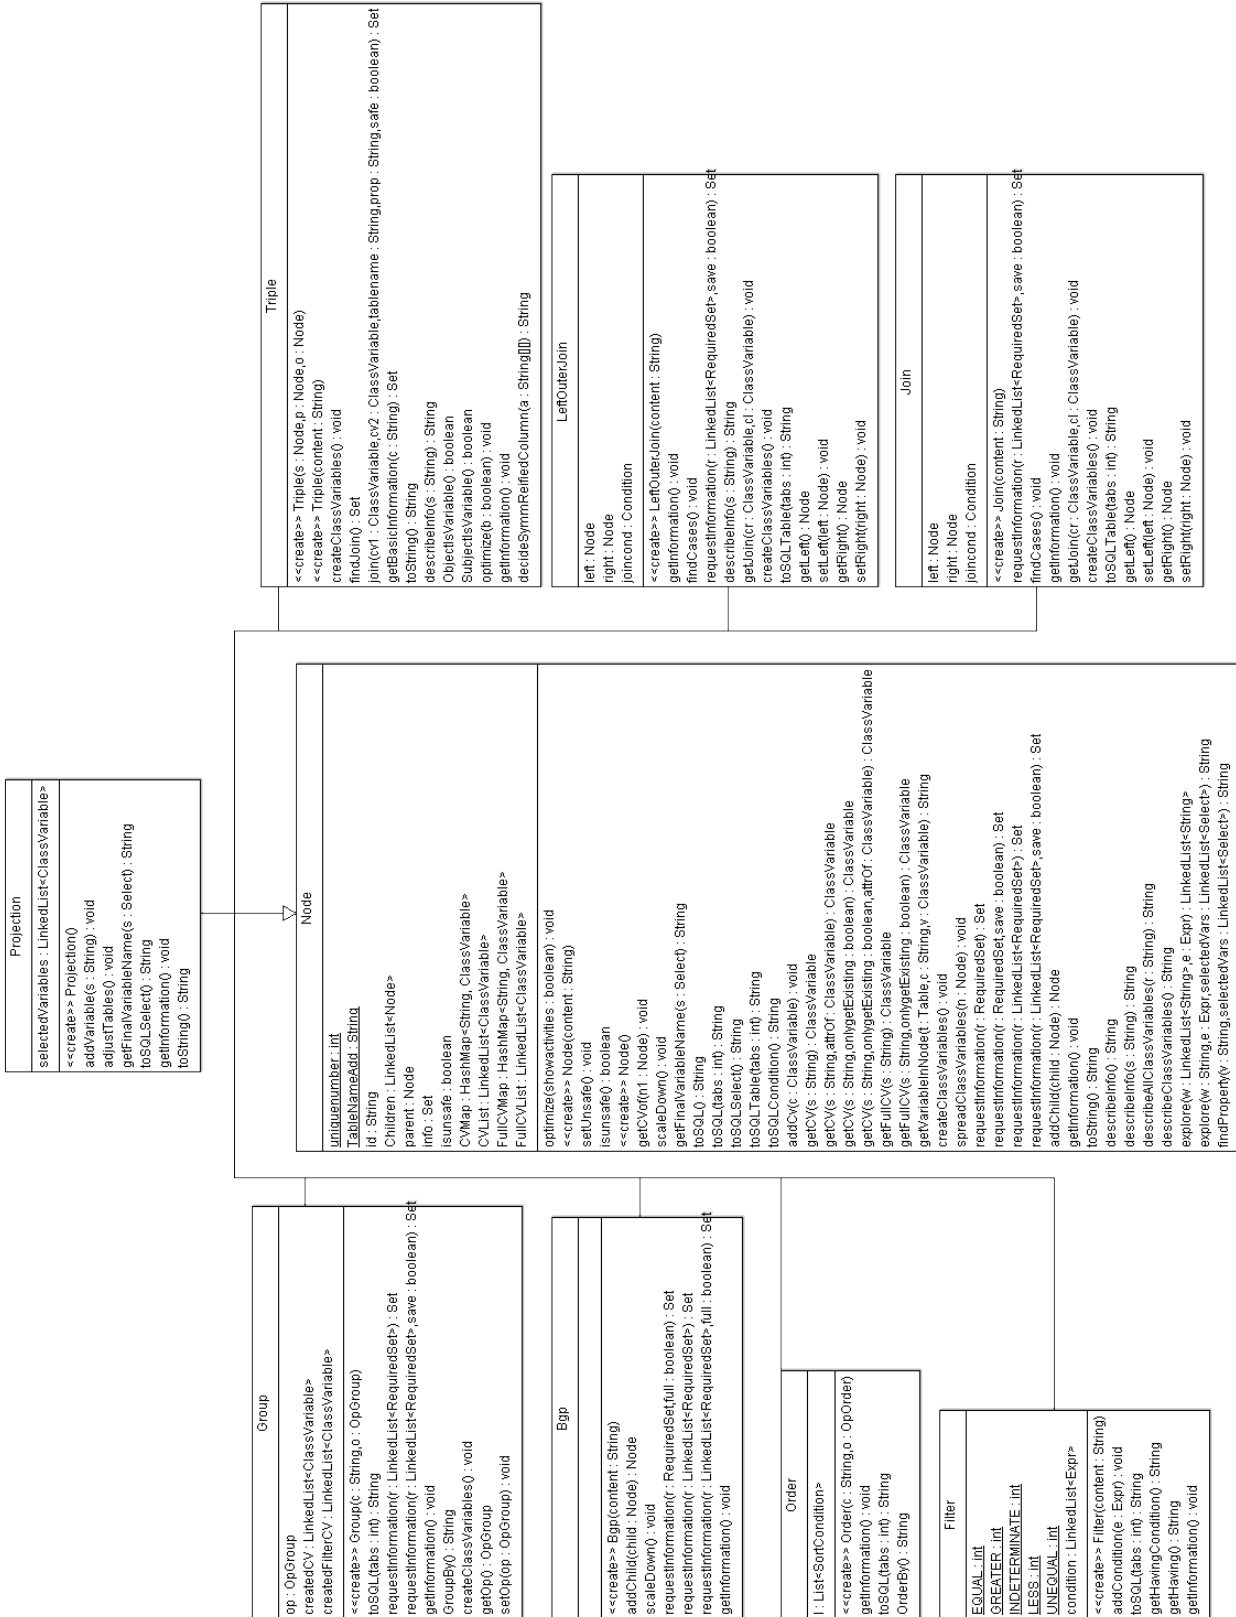 Projection
selectedVariables : LinkedList<ClassVariable>
<<create>> Projection()
addVariable(s : String) : void
adjustTables() : void
getFinalVariableName(s : Select) : String
toSQLSelect() : String
getInformation() : void
toString() : String
Group
op : OpGroup
createdCV : LinkedList<ClassVariable>
createdFilterCV : LinkedList<ClassVariable>
<<create>> Group(c : String,o : OpGroup)
toSQL(tabs : int) : String
requestInformation(r : LinkedList<RequiredSet>) : Set
requestInformation(r : LinkedList<RequiredSet>,save : boolean) : Set
getInformation() : void
GroupBy() : String
createClassVariables() : void
getOp() : OpGroup
setOp(op : OpGroup) : void
Node
uniquenumber : int
TableNameAdd : String
id : String
Children : LinkedList<Node>
parent : Node
info : Set
isunsafe : boolean
CVMap : HashMap<String, ClassVariable>
CVList : LinkedList<ClassVariable>
FullCVMap : HashMap<String, ClassVariable>
FullCVList : LinkedList<ClassVariable>
optimize(showactivities : boolean) : void
<<create>> Node(content : String)
setUnsafe() : void
isunsafe() : boolean
<<create>> Node()
getCVof(n1 : Node) : void
scaleDown() : void
getFinalVariableName(s : Select) : String
toSQL() : String
toSQL(tabs : int) : String
toSQLSelect() : String
toSQLTable(tabs : int) : String
toSQLCondition() : String
addCv(c : ClassVariable) : void
getCV(s : String) : ClassVariable
getCV(s : String,attrOf : ClassVariable) : ClassVariable
getCV(s : String,onlygetExisting : boolean) : ClassVariable
getCV(s : String,onlygetExisting : boolean,attrOf : ClassVariable) : ClassVariable
getFullCV(s : String) : ClassVariable
getFullCV(s : String,onlygetExisting : boolean) : ClassVariable
getVariableInNode(t : Table,c : String,v : ClassVariable) : String
createClassVariables() : void
spreadClassVariables(n : Node) : void
requestInformation(r : RequiredSet) : Set
requestInformation(r : RequiredSet,save : boolean) : Set
requestInformation(r : LinkedList<RequiredSet>) : Set
requestInformation(r : LinkedList<RequiredSet>,save : boolean) : Set
addChild(child : Node) : Node
getInformation() : void
toString() : String
describeInfo() : String
describeInfo(s : String) : String
describeAllClassVariables(r : String) : String
describeClassVariables() : String
explore(w : LinkedList<String>,e : Expr) : LinkedList<String>
explore(w : String,e : Expr,selectedVars : LinkedList<Select>) : String
findProperty(v : String,selectedVars : LinkedList<Select>) : String
Triple
<<create>> Triple(s : Node,p : Node,o : Node)
<<create>> Triple(content : String)
createClassVariables() : void
findJoin() : Set
join(cv1 : ClassVariable,cv2 : ClassVariable,tablename : String,prop : String,safe : boolean) : Set
getBasicInformation(c : String) : Set
toString() : String
describeInfo(s : String) : String
ObjectIsVariable() : boolean
SubjectIsVariable() : boolean
optimize(b : boolean) : void
getInformation() : void
decideSymmReifiedColumn(a : String[][]) : String
Bgp
<<create>> Bgp(content : String)
addChild(child : Node) : Node
scaleDown() : void
requestInformation(r : RequiredSet,full : boolean) : Set
requestInformation(r : LinkedList<RequiredSet>) : Set
requestInformation(r : LinkedList<RequiredSet>,full : boolean) : Set
getInformation() : void
LeftOuterJoin
left : Node
right : Node
joincond : Condition
<<create>> LeftOuterJoin(content : String)
getInformation() : void
findCases() : void
requestInformation(r : LinkedList<RequiredSet>,save : boolean) : Set
describeInfo(s : String) : String
getJoin(cr : ClassVariable,cl : ClassVariable) : void
createClassVariables() : void
toSQLTable(tabs : int) : String
getLeft() : Node
setLeft(left : Node) : void
getRight() : Node
setRight(right : Node) : void
Order
l : List<SortCondition>
<<create>> Order(c : String,o : OpOrder)
getInformation() : void
toSQL(tabs : int) : String
OrderBy() : String
Join
left : Node
right : Node
joincond : Condition
<<create>> Join(content : String)
requestInformation(r : LinkedList<RequiredSet>,save : boolean) : Set
findCases() : void
getInformation() : void
getJoin(cr : ClassVariable,cl : ClassVariable) : void
createClassVariables() : void
toSQLTable(tabs : int) : String
getLeft() : Node
setLeft(left : Node) : void
getRight() : Node
setRight(right : Node) : void
Filter
EQUAL : int
GREATER : int
INDETERMINATE : int
LESS : int
UNEQUAL : int
ondition : LinkedList<Expr>
<<create>> Filter(content : String)
addCondition(e : Expr) : void
toSQL(tabs : int) : String
getHavingCondition() : String
getHaving() : String
getInformation() : void